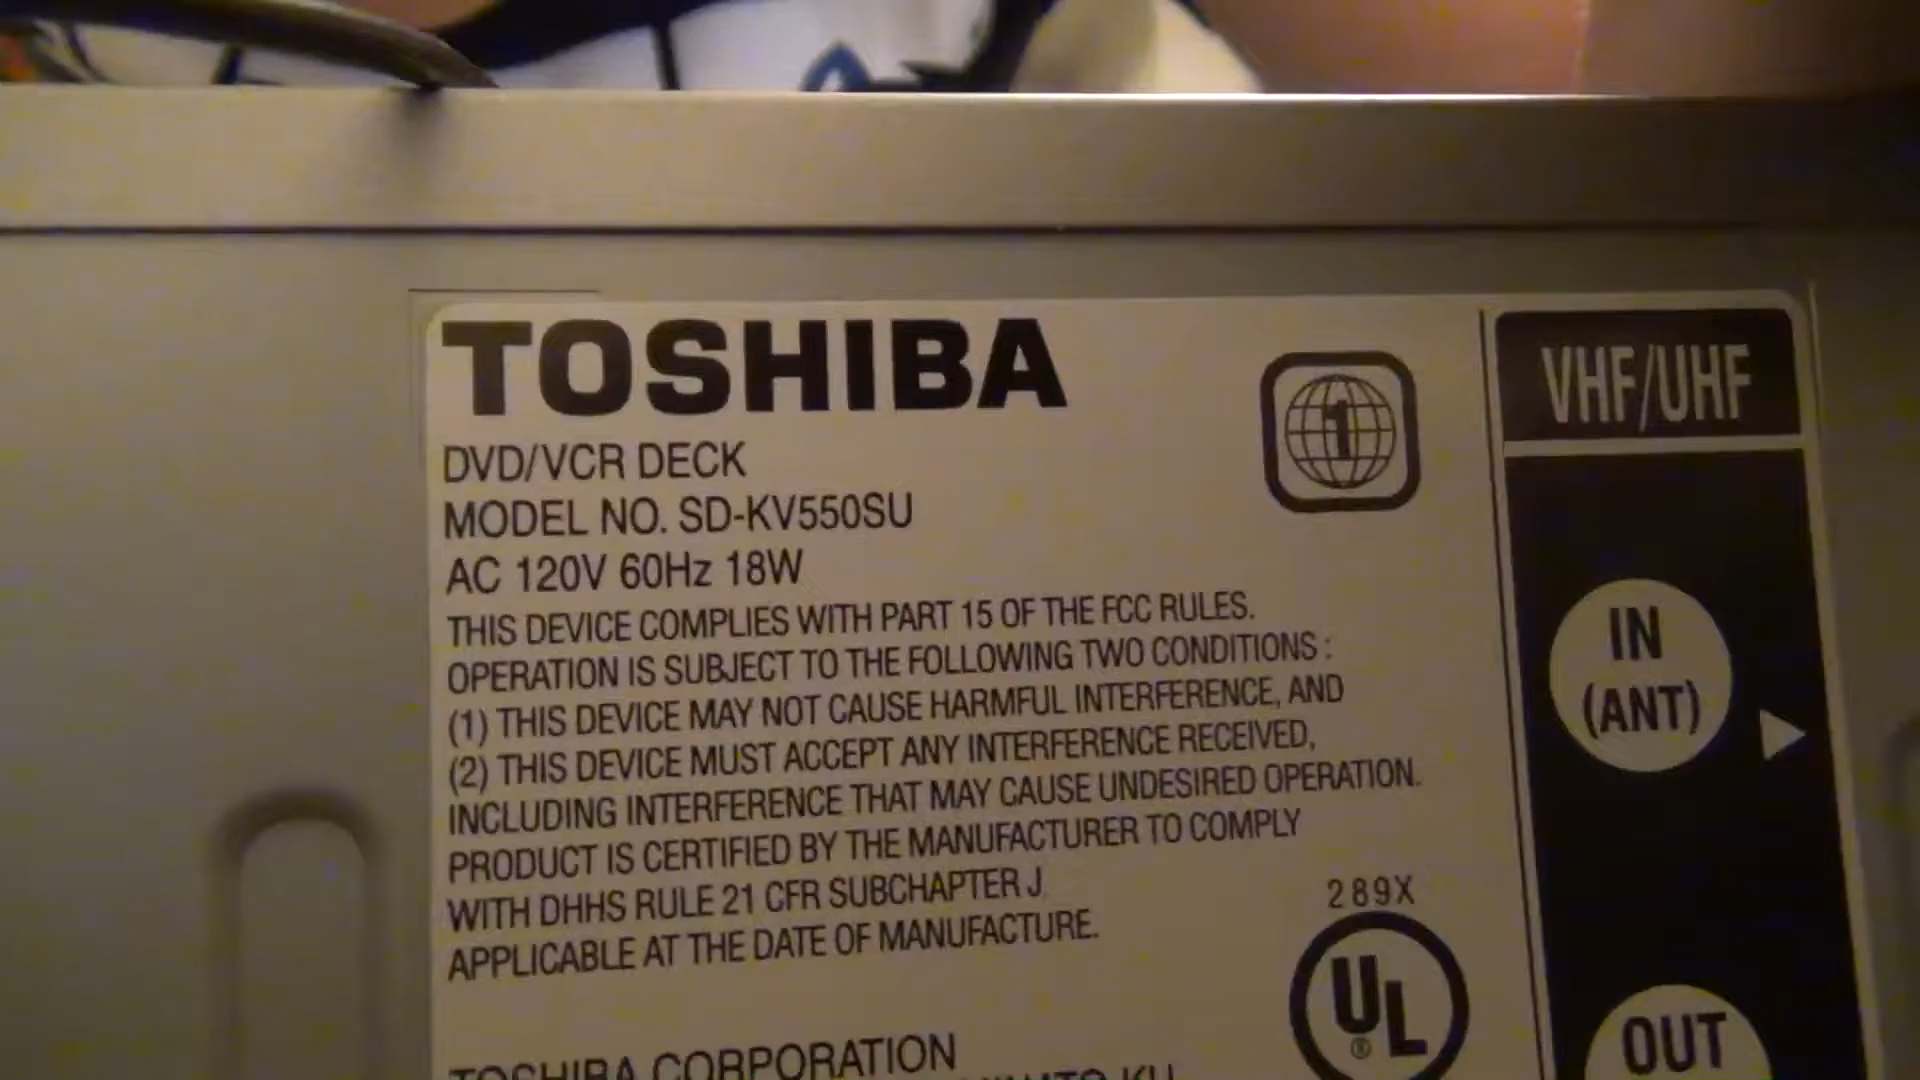 TOSHIBA
1
DVD/VCR DECK
MODEL NO. SD-KV550SU
AC 120V 60Hz 18W
THIS DEVICE COMPLIES WITH PART 15 OF THE FCC RULES.
OPERATION IS SUBJECT TO THE FOLLOWING TWO CONDITIONS :
(1) THIS DEVICE MAY NOT CAUSE HARMFUL INTERFERENCE, AND
(2) THIS DEVICE MUST ACCEPT ANY INTERFERENCE RECEIVED,
INCLUDING INTERFERENCE THAT MAY CAUSE UNDESIRED OPERATION.
PRODUCT IS CERTIFIED BY THE MANUFACTURER TO COMPLY
WITH DHHS RULE 21 CFR SUBCHAPTER J
APPLICABLE AT THE DATE OF MANUFACTURE.
289X
UL
®
TOSHIBA CORPORATION
VHF/UHF
IN
(ANT)
OUT